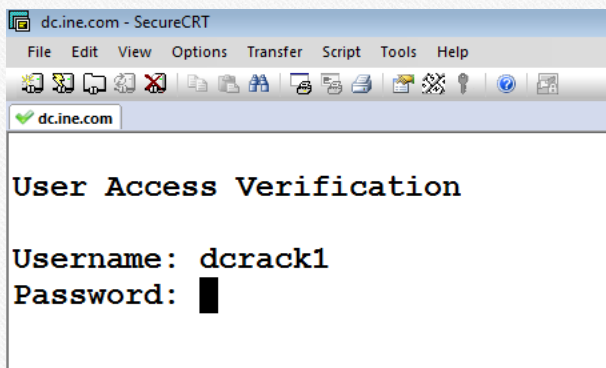 dc.ine.com - SecureCRT
File Edit View Options Transfer Script Tools Help
dc.ine.com
User Access Verification
Username: dcrack1
Password: